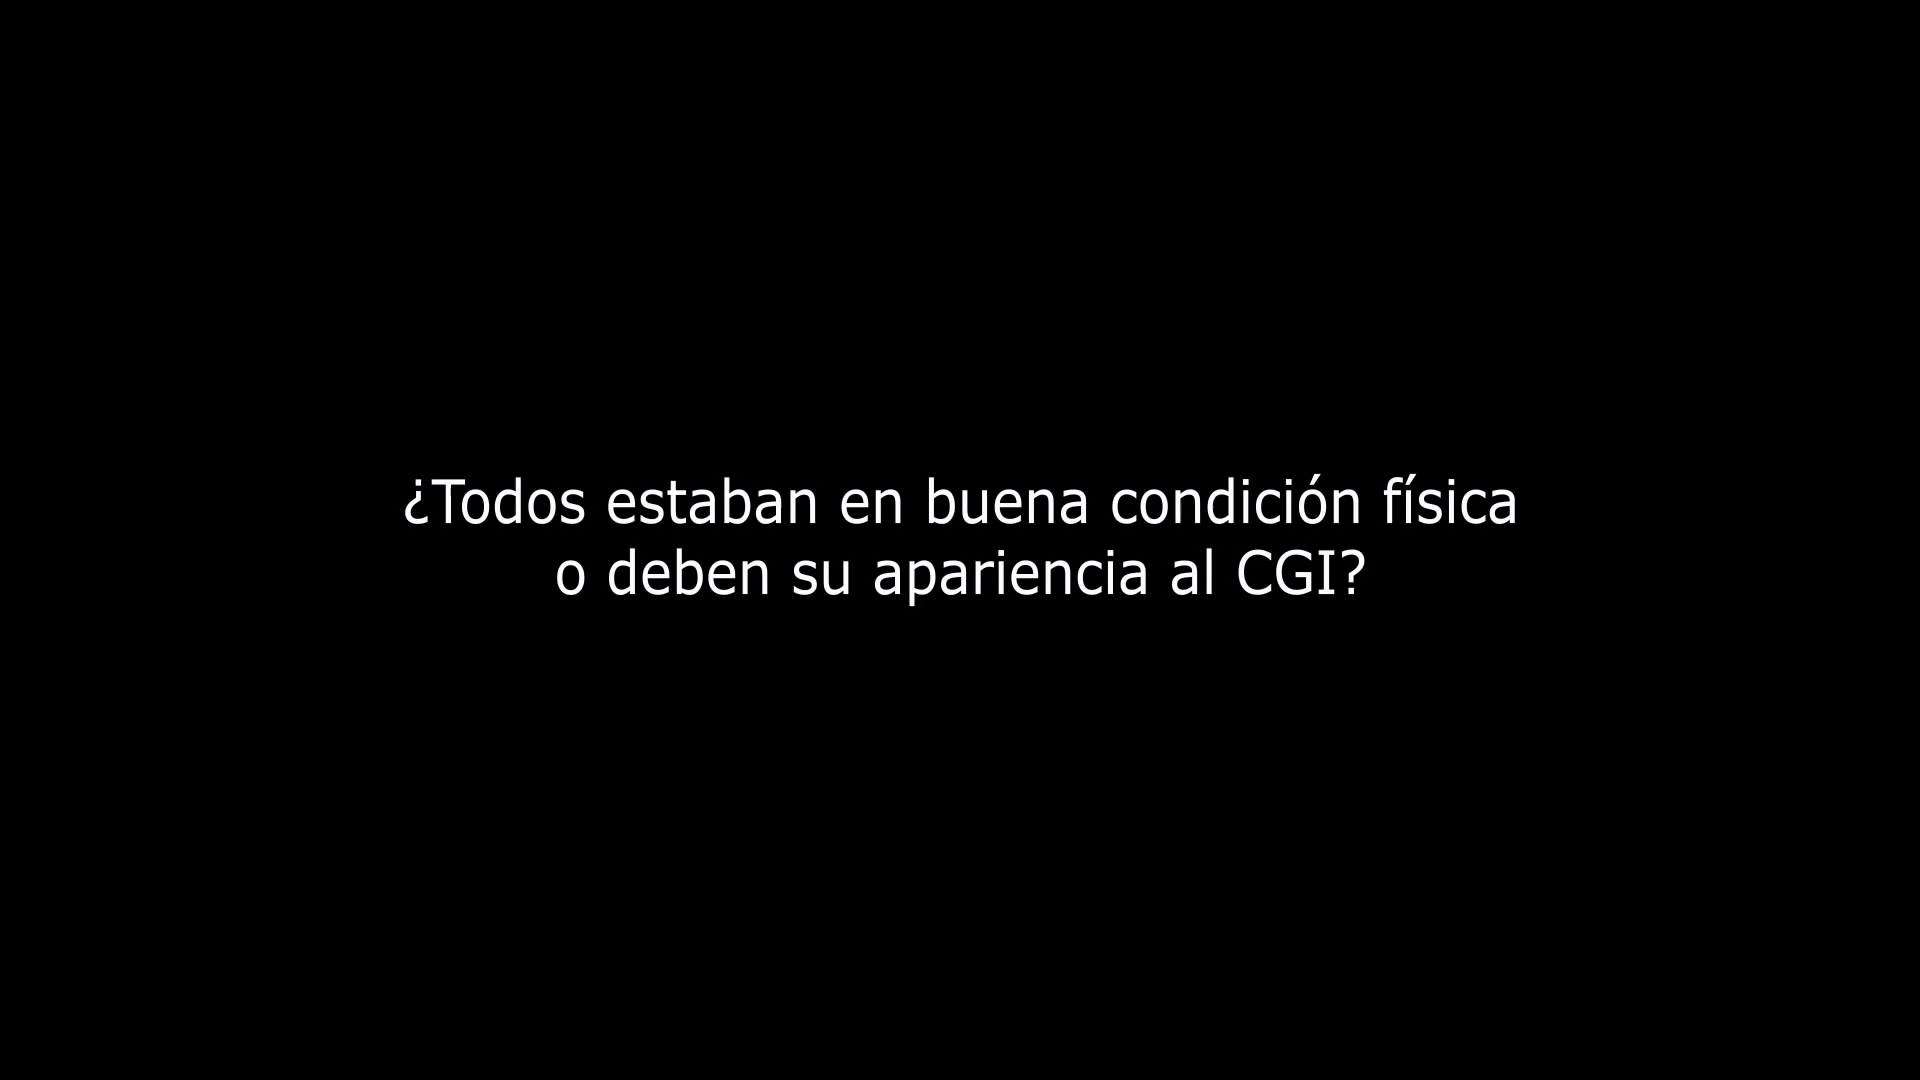 ¿Todos estaban en buena condición física
o deben su apariencia al CGI?